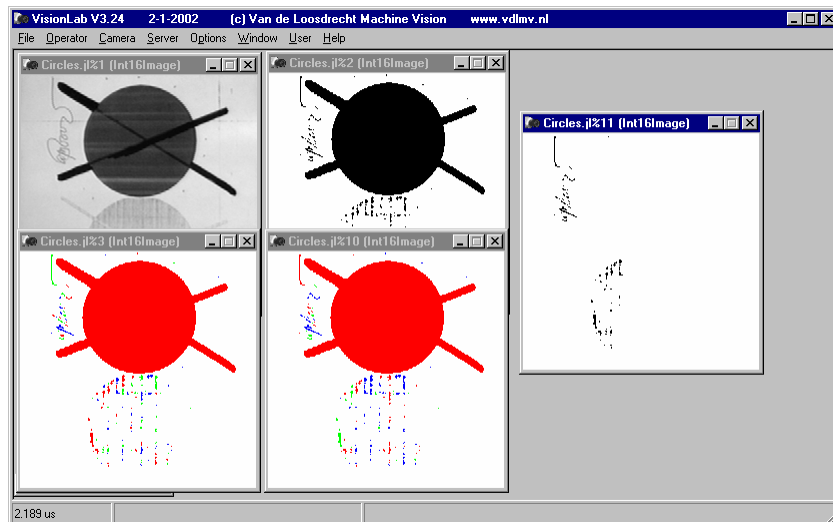 VisionLab V3.24 2-1-2002 (c) Van de Loosdrecht Machine Vision www.vdlmv.nl
File Operator Camera Server Options Window User Help
Circles.jl%1 (Int16Image)
Circles.jl%2 (Int16Image)
Circles.jl%11 (Int16Image)
Circles.jl%3 (Int16Image)
Circles.jl%10 (Int16Image)
2.189 us